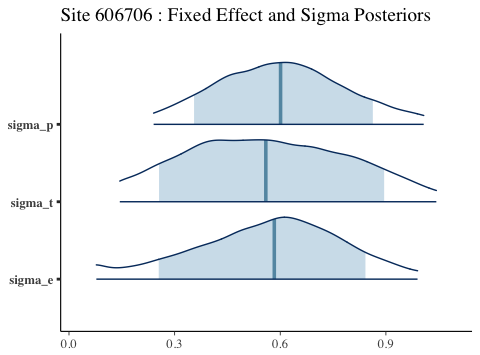 Site 606706 : Fixed Effect and Sigma Posteriors
sigma_p
sigma_t
sigma_e
0.0 0.3 0.6 0.9